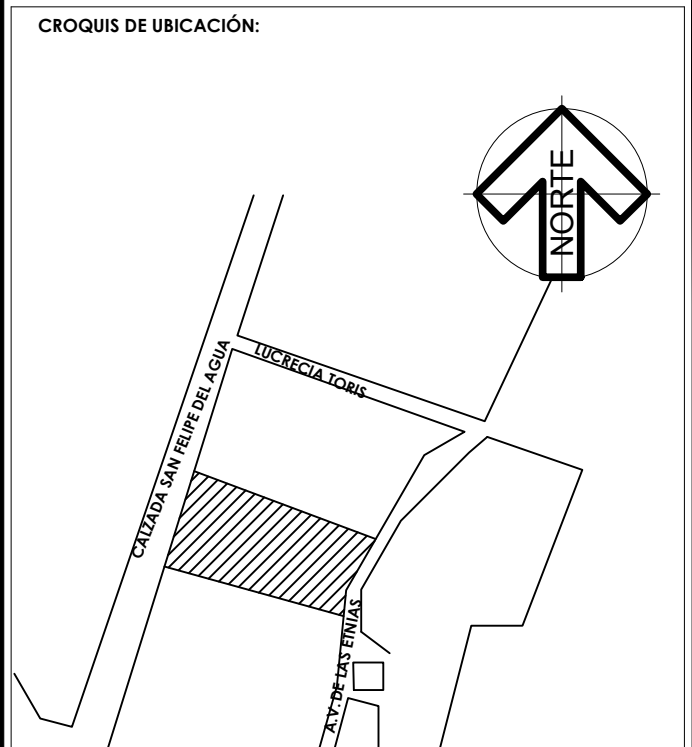 CROQUIS DE UBICACIÓN:
NORTE
LUCRECIA TORIS
CALZADA SAN FELIPE DEL AGUA
A.V. DE LAS ETNIAS